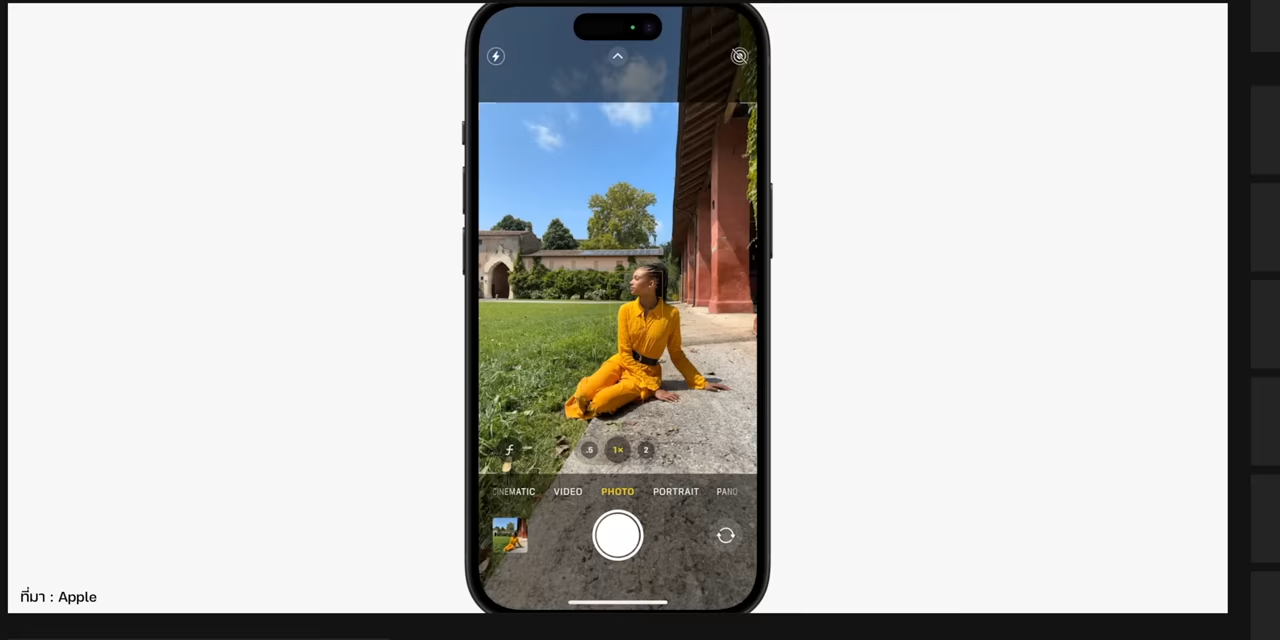 .5 1× 2
CINEMATIC VIDEO PHOTO PORTRAIT PANO
ที่มา : Apple